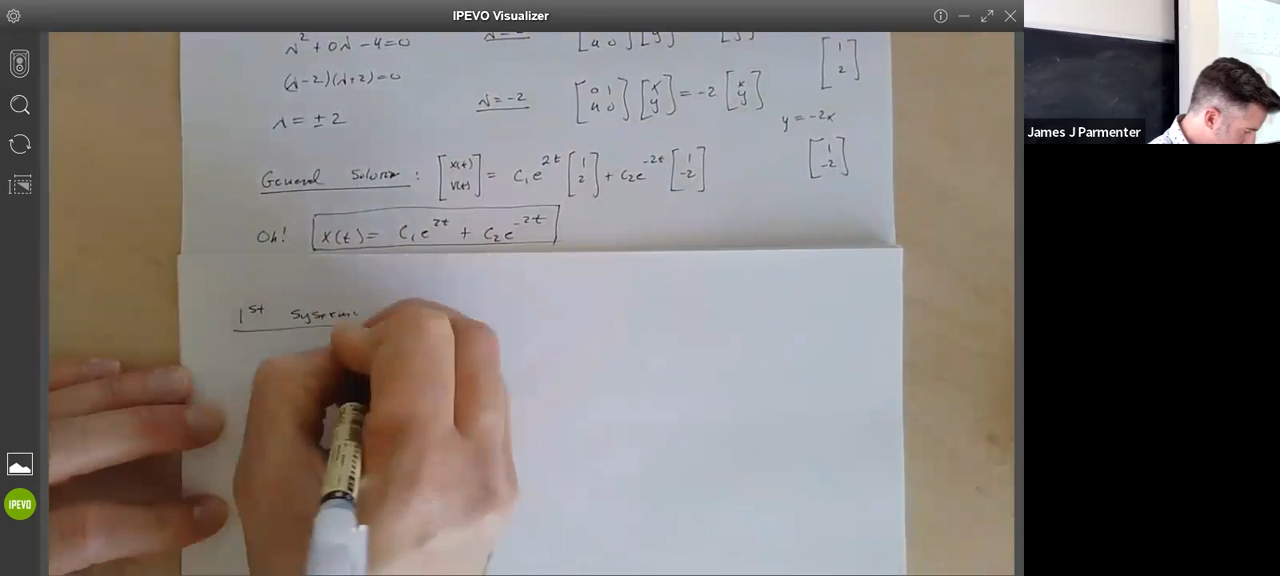 IPEVO Visualizer
James J Parmenter
λ² + 0λ - 4 = 0
[1 2]
(λ-2)(λ+2) = 0
λ = -2 [0 1 4 0] [x y] = -2 [x y]
λ = ± 2
y = -2x
[1 -2]
General Solution : [x(t) v(t)] = C₁e^2t [1 2] + C₂e^-2t [1 -2]
Oh! x(t) = C₁e^2t + C₂e^-2t
1st System:
IPEVO